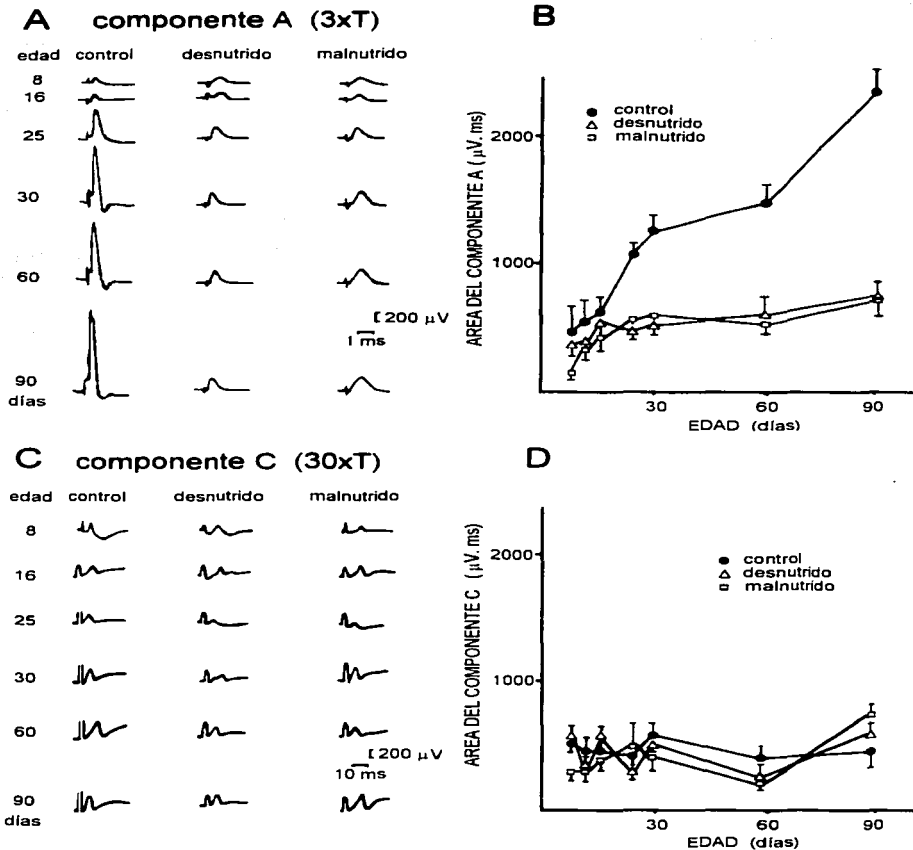 A componente A (3xT)
edad control desnutrido malnutrido
8
16
25
30
60
200 µV
1 ms
90
días
B
AREA DEL COMPONENTE A (µV.ms)
2000
1000
control
desnutrido
malnutrido
30 60 90
EDAD (días)
C componente C (30xT)
edad control desnutrido malnutrido
8
16
25
30
60
200 µV
10 ms
90
días
D
AREA DEL COMPONENTE C (µV.ms)
2000
1000
control
desnutrido
malnutrido
30 60 90
EDAD (días)